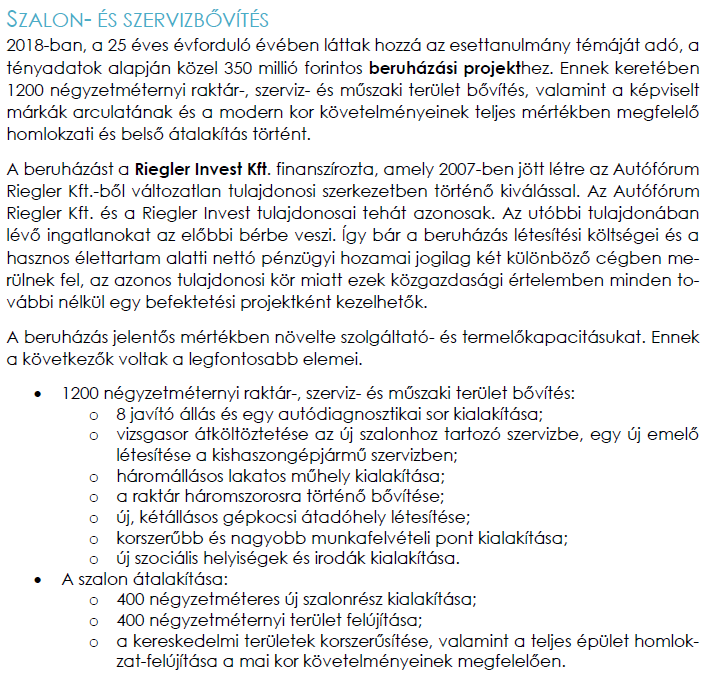 SZALON- ÉS SZERVIZBŐVÍTÉS
2018-ban, a 25 éves évforduló évében láttak hozzá az esettanulmány témáját adó, a
tényadatok alapján közel 350 millió forintos beruházási projekthez. Ennek keretében
1200 négyzetméternyi raktár-, szerviz- és műszaki terület bővítés, valamint a képviselt
márkák arculatának és a modern kor követelményeinek teljes mértékben megfelelő
homlokzati és belső átalakítás történt.
A beruházást a Riegler Invest Kft. finanszírozta, amely 2007-ben jött létre az Autófórum
Riegler Kft.-ből változatlan tulajdonosi szerkezetben történő kiválással. Az Autófórum
Riegler Kft. és a Riegler Invest tulajdonosai tehát azonosak. Az utóbbi tulajdonában
lévő ingatlanokat az előbbi bérbe veszi. Így bár a beruházás létesítési költségei és a
hasznos élettartam alatti nettó pénzügyi hozamai jogilag két különböző cégben me-
rülnek fel, az azonos tulajdonosi kör miatt ezek közgazdasági értelemben minden to-
vábbi nélkül egy befektetési projektként kezelhetők.
A beruházás jelentős mértékben növelte szolgáltató- és termelőkapacitásukat. Ennek
a következők voltak a legfontosabb elemei.
• 1200 négyzetméternyi raktár-, szerviz- és műszaki terület bővítés:
o 8 javító állás és egy autódiagnosztikai sor kialakítása;
o vizsgasor átköltöztetése az új szalonhoz tartozó szervizbe, egy új emelő
létesítése a kishaszongépjármű szervizben;
o háromállásos lakatos műhely kialakítása;
o a raktár háromszorosra történő bővítése;
o új, kétállásos gépkocsi átadóhely létesítése;
o korszerűbb és nagyobb munkafelvételi pont kialakítása;
o új szociális helyiségek és irodák kialakítása.
• A szalon átalakítása:
o 400 négyzetméteres új szalonrész kialakítása;
o 400 négyzetméternyi terület felújítása;
o a kereskedelmi területek korszerűsítése, valamint a teljes épület homlok-
zat-felújítása a mai kor követelményeinek megfelelően.